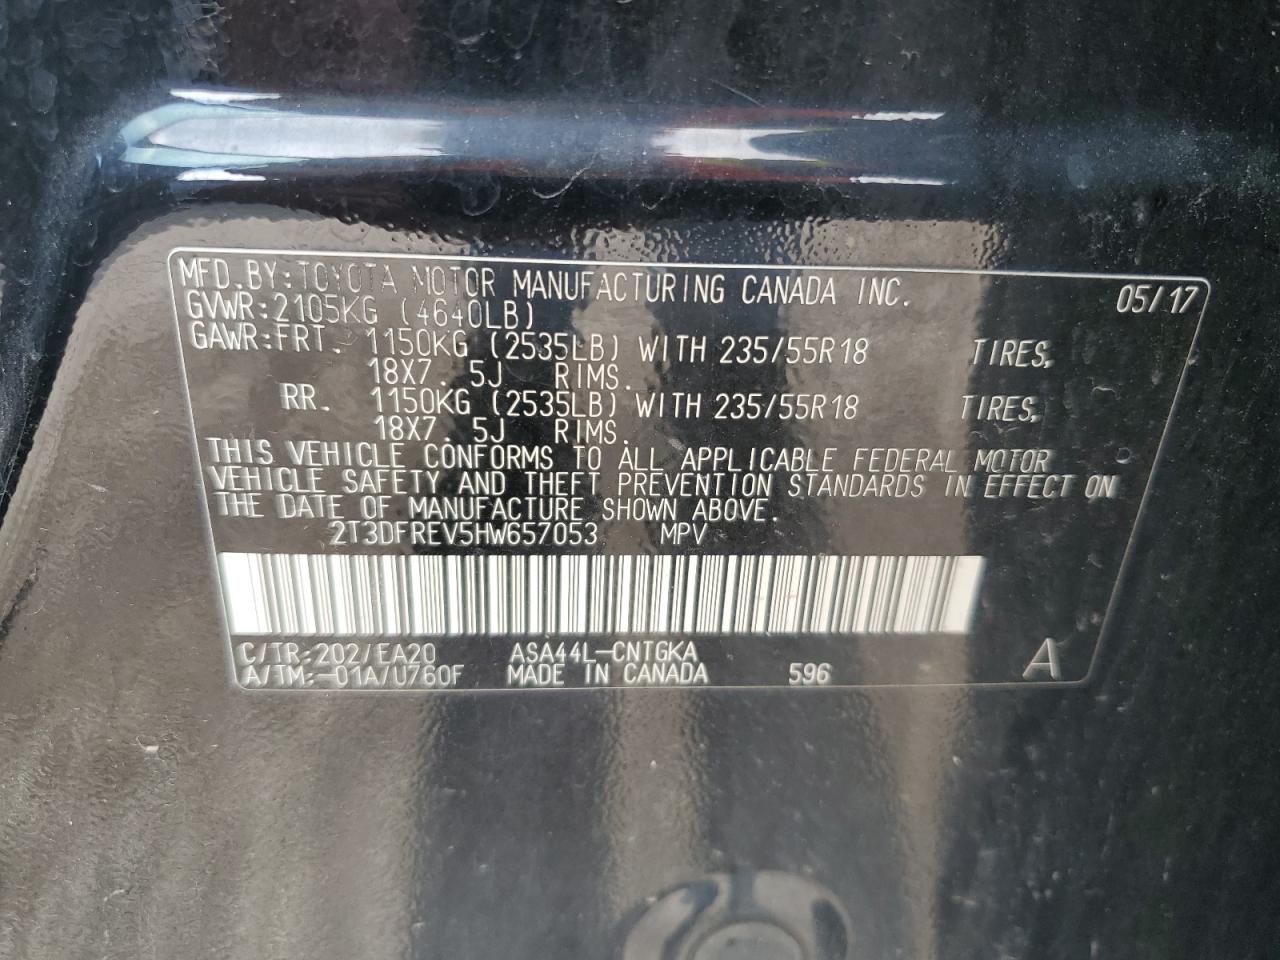 MFD.BY:TOYOTA MOTOR MANUFACTURING CANADA INC. 05/17
GVWR:2105KG (4640LB)
GAWR:FRT. 1150KG (2535LB) WITH 235/55R18 TIRES,
18X7. 5J RIMS.
RR. 1150KG (2535LB) WITH 235/55R18 TIRES,
18X7. 5J RIMS.
THIS VEHICLE CONFORMS TO ALL APPLICABLE FEDERAL MOTOR
VEHICLE SAFETY AND THEFT PREVENTION STANDARDS IN EFFECT ON
THE DATE OF MANUFACTURE SHOWN ABOVE.
2T3DFREV5HW657053 MPV
C/TR:202/EA20 ASA44L-CNTGKA
A/TM:-01A/U760F MADE IN CANADA 596 A